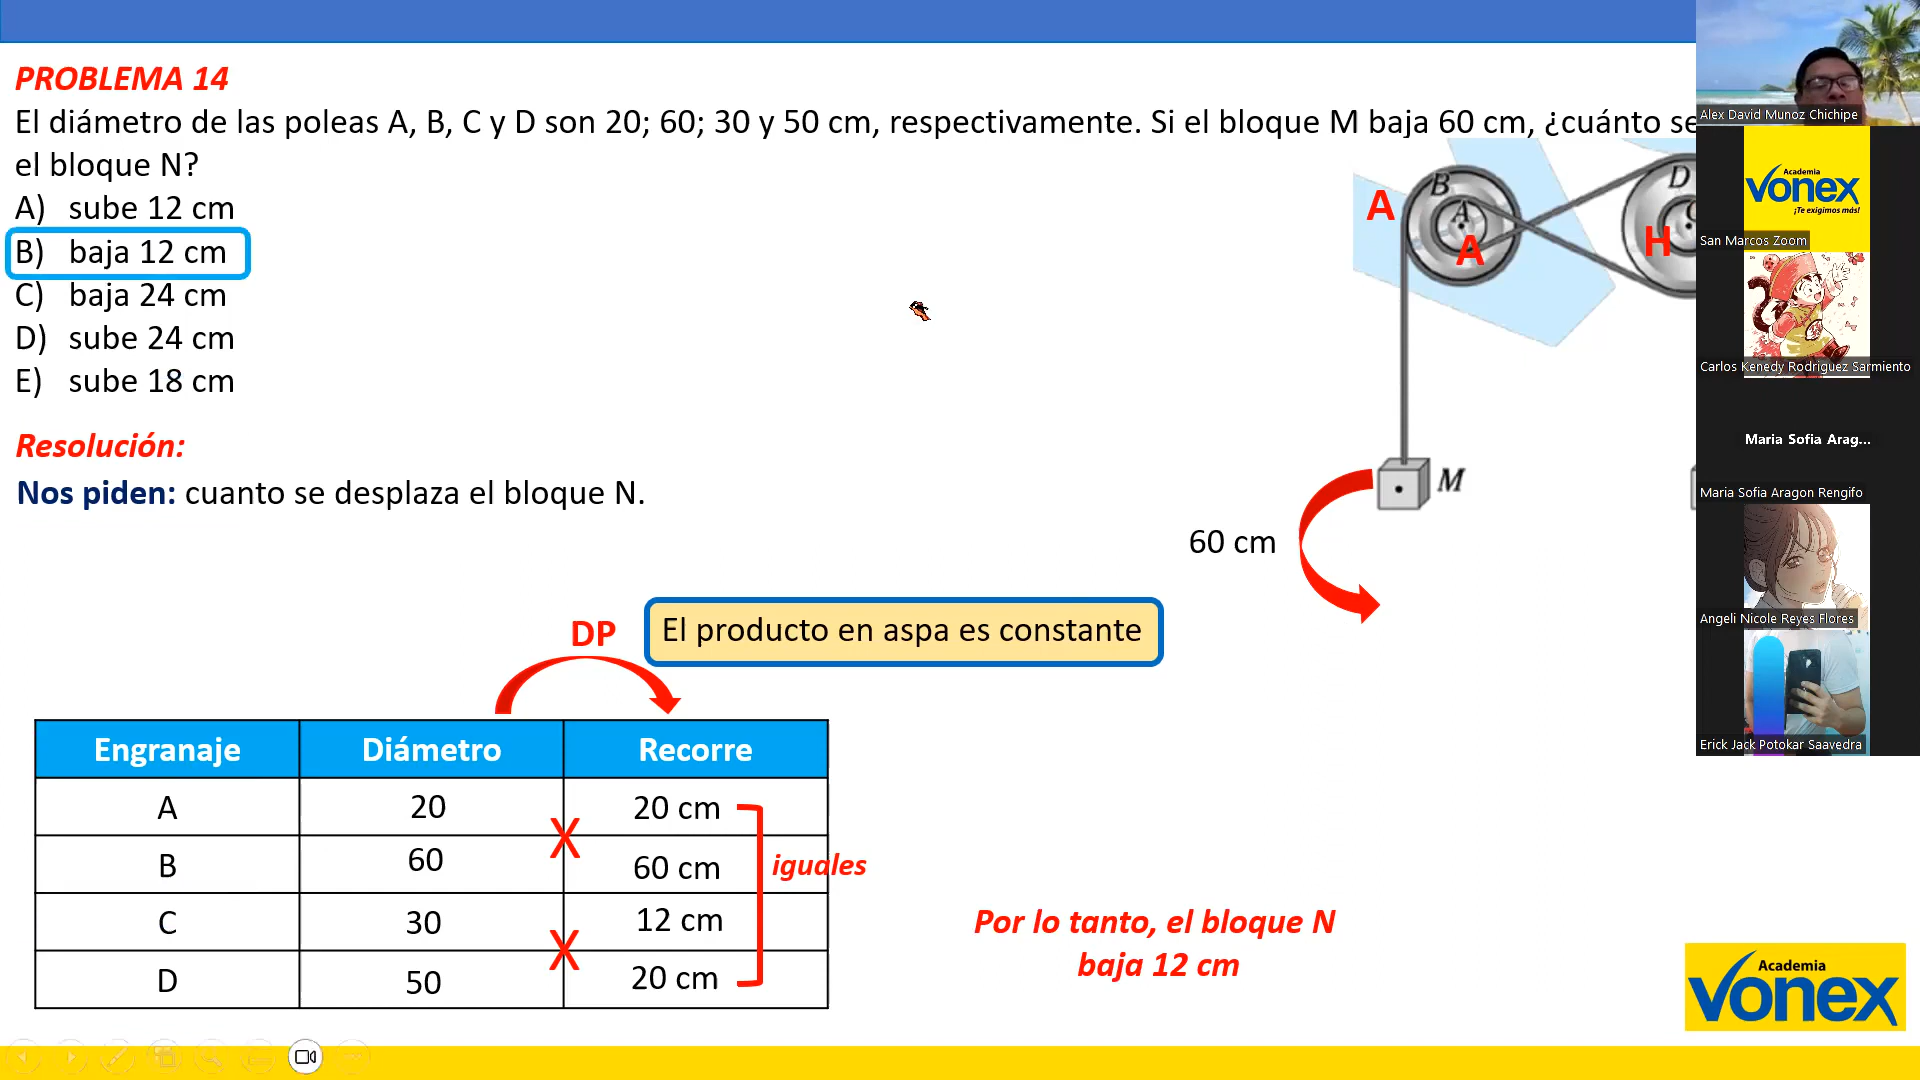 PROBLEMA 14
El diámetro de las poleas A, B, C y D son 20; 60; 30 y 50 cm, respectivamente. Si el bloque M baja 60 cm, ¿cuánto se
el bloque N?
A) sube 12 cm
B) baja 12 cm
C) baja 24 cm
D) sube 24 cm
E) sube 18 cm
Resolución:
Nos piden: cuanto se desplaza el bloque N.
A
B
A
A
D
H
M
60 cm
DP
El producto en aspa es constante
Engranaje Diámetro Recorre
A 20 20 cm
B 60 60 cm
C 30 12 cm
D 50 20 cm
X
X
iguales
Por lo tanto, el bloque N
baja 12 cm
Academia
vonex
Alex David Munoz Chichipe
Academia
vonex
¡Te exigimos más!
San Marcos Zoom
Carlos Kenedy Rodriguez Sarmiento
Maria Sofia Arag...
Maria Sofia Aragon Rengifo
Angeli Nicole Reyes Flores
Erick Jack Potokar Saavedra